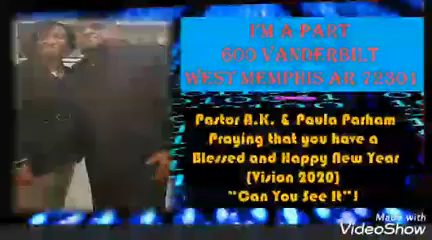 I'M A PART
600 VANDERBILT
WEST MEMPHIS AR 72301
Pastor A.K. & Paula Parham
Praying that you have a
Blessed and Happy New Year
(Vision 2020)
"Can You See It"!
Made with
VideoShow